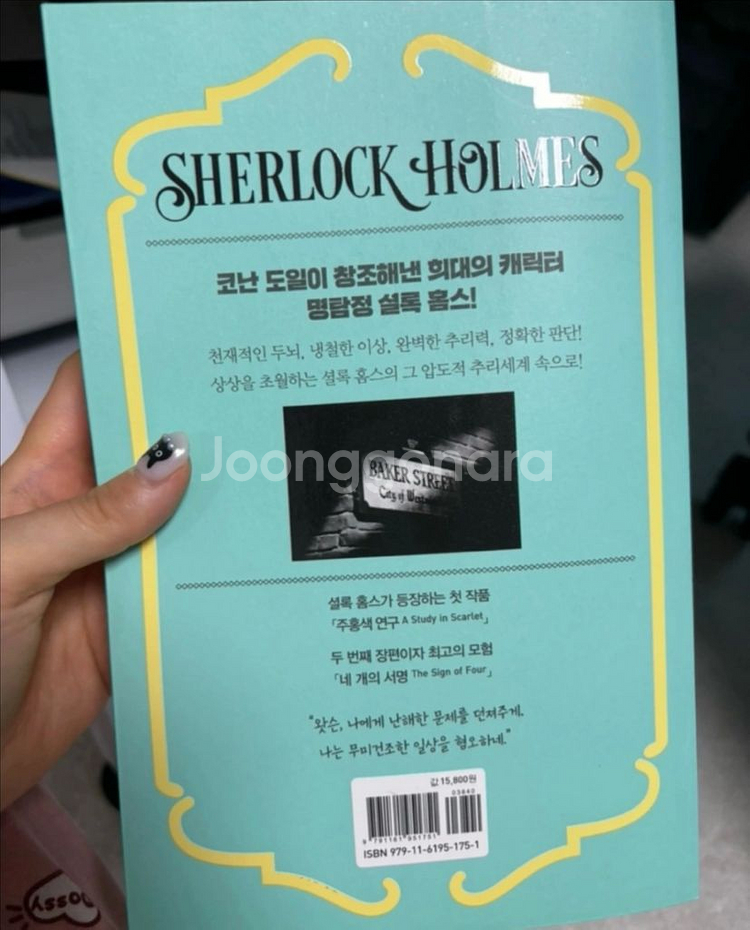 SHERLOCK HOLMES
코난 도일이 창조해낸 희대의 캐릭터
명탐정 셜록 홈스!
천재적인 두뇌, 냉철한 이상, 완벽한 추리력, 정확한 판단!
상상을 초월하는 셜록 홈스의 그 압도적 추리세계 속으로!
Joonggonara
BAKER STREET
City of
셜록 홈스가 등장하는 첫 작품
「주홍색 연구 A Study in Scarlet」
두 번째 장편이자 최고의 모험
「네 개의 서명 The Sign of Four」
“왓슨, 나에게 난해한 문제를 던져주게.
나는 무미건조한 일상을 혐오하네.”
값 15,800원
03840
9 791161 951751
ISBN 979-11-6195-175-1